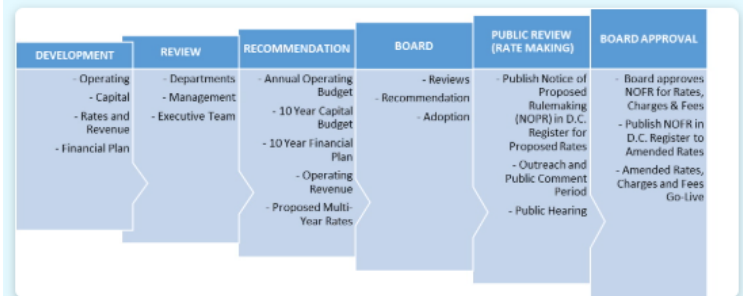 DEVELOPMENT
- Operating
- Capital
- Rates and
Revenue
- Financial Plan
REVIEW
- Departments
- Management
- Executive Team
RECOMMENDATION
- Annual Operating
Budget
- 10 Year Capital
Budget
- 10 Year Financial
Plan
- Operating
Revenue
- Proposed Multi-
Year Rates
BOARD
- Reviews
- Recommendation
- Adoption
PUBLIC REVIEW
(RATE MAKING)
- Publish Notice of
Proposed
Rulemaking
(NOPR) in D.C.
Register for
Proposed Rates
- Outreach and
Public Comment
Period
- Public Hearing
BOARD APPROVAL
- Board approves
NOFR for Rates,
Charges & Fees
- Publish NOFR in
D.C. Register to
Amended Rates
- Amended Rates,
Charges and Fees
Go-Live